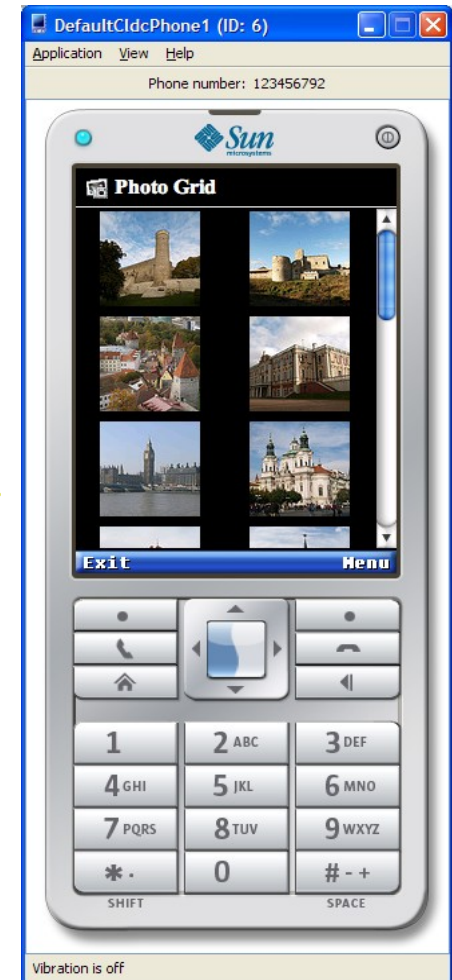 DefaultCldcPhone1 (ID: 6)
Application View Help
Phone number: 123456792
Sun
microsystems
Photo Grid
Exit Menu
1 2 ABC 3 DEF
4 GHI 5 JKL 6 MNO
7 PQRS 8 TUV 9 WXYZ
* . 0 # - +
SHIFT SPACE
Vibration is off